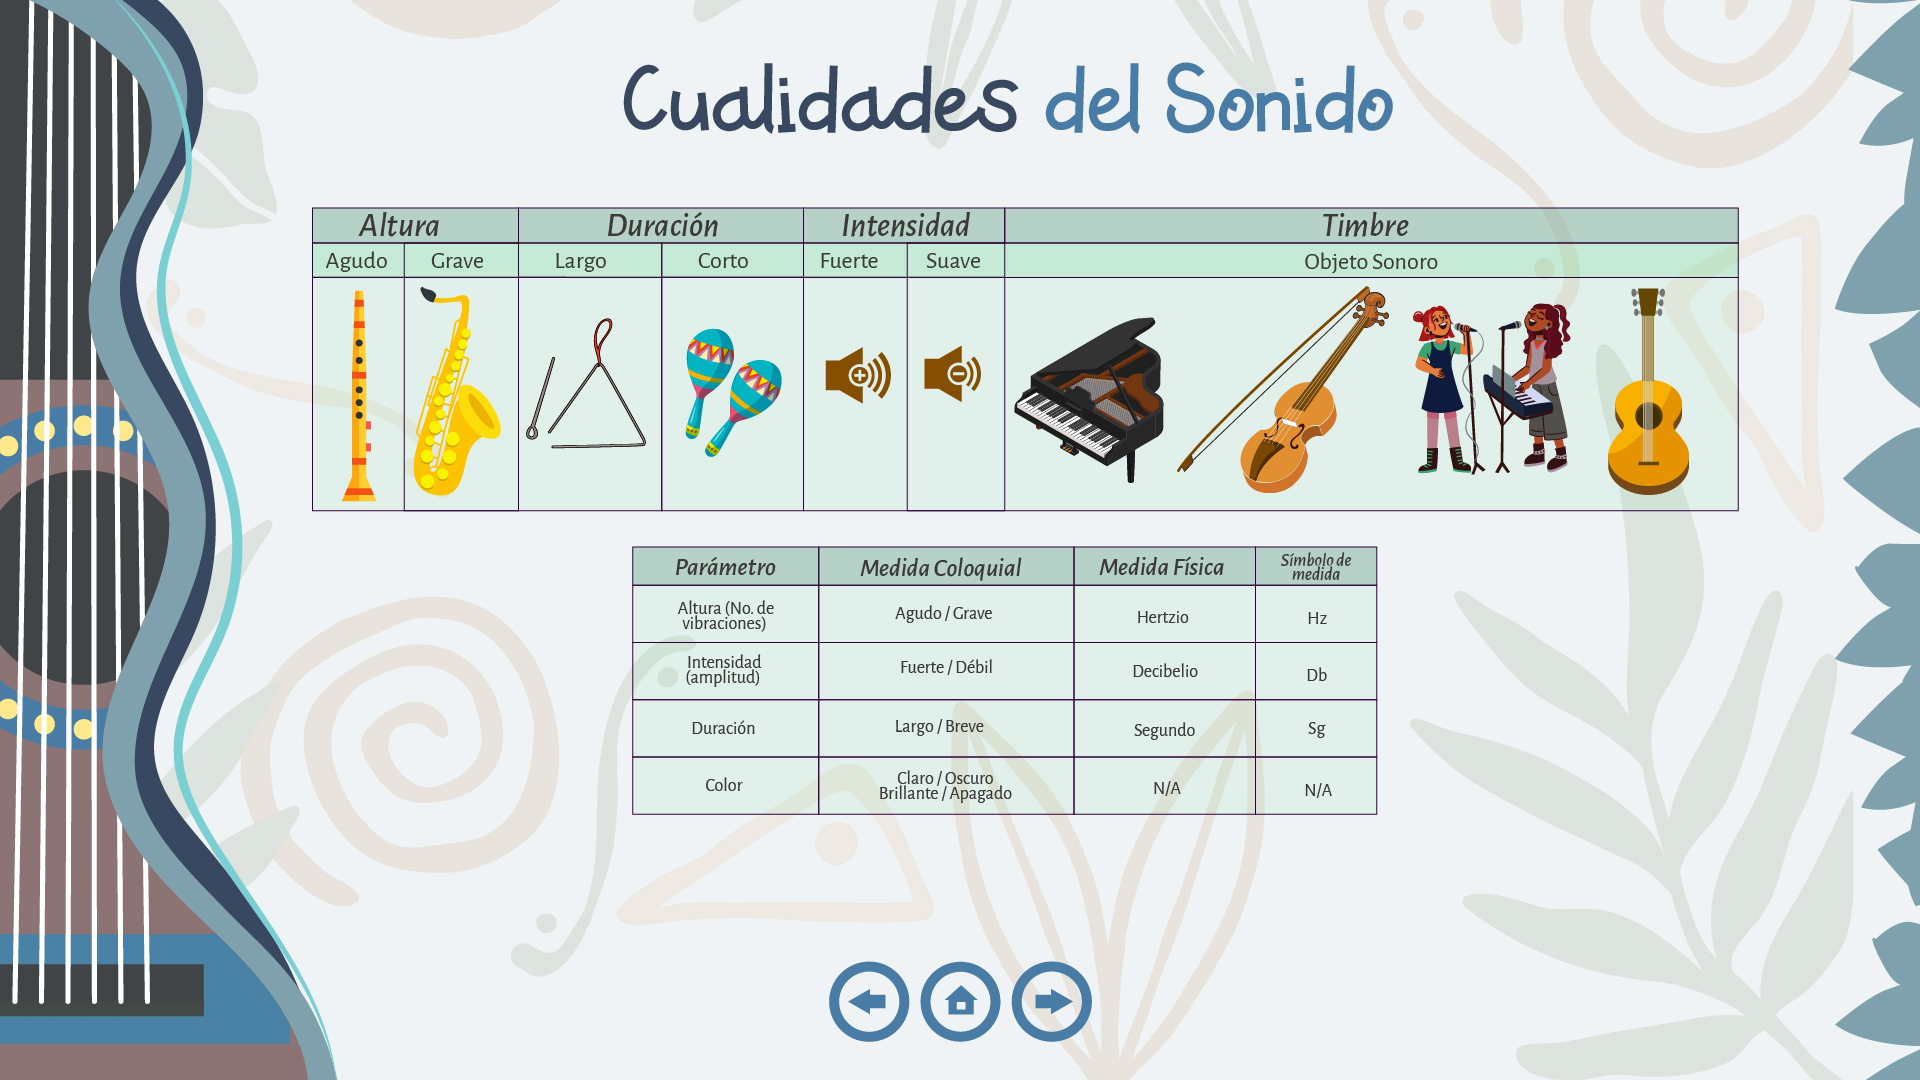 Cualidades del Sonido
Altura Duración Intensidad Timbre
Agudo Grave Largo Corto Fuerte Suave Objeto Sonoro
Parámetro Medida Coloquial Medida Física Símbolo de
medida
Altura (No. de
vibraciones) Agudo / Grave Hertzio Hz
Intensidad
(amplitud) Fuerte / Débil Decibelio Db
Duración Largo / Breve Segundo Sg
Color Claro / Oscuro
Brillante / Apagado N/A N/A